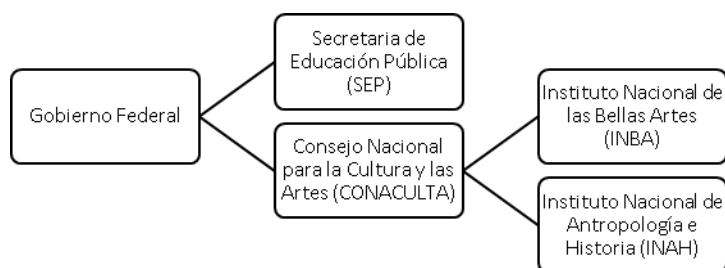 Gobierno Federal
Secretaria de
Educación Pública
(SEP)
Consejo Nacional
para la Cultura y las
Artes (CONACULTA)
Instituto Nacional de
las Bellas Artes
(INBA)
Instituto Nacional de
Antropología e
Historia (INAH)